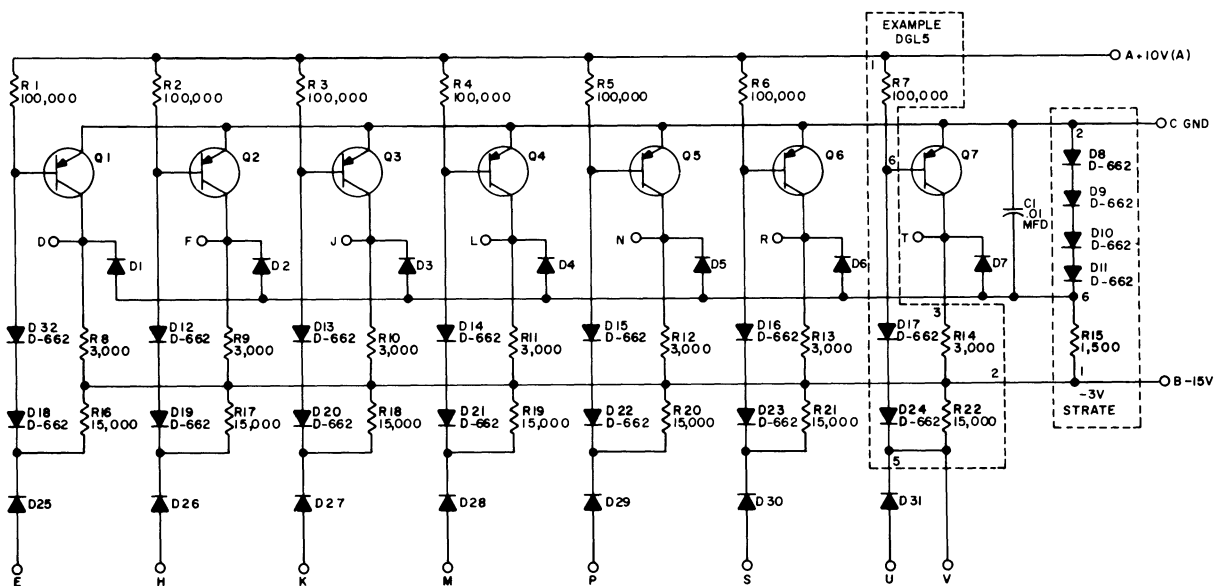 EXAMPLE
DGL5
A+10V(A)
1
R1
100,000
R2
100,000
R3
100,000
R4
100,000
R5
100,000
R6
100,000
R7
100,000
C GND
2
Q1
Q2
Q3
Q4
Q5
Q6
6
Q7
C1
.01
MFD
D8
D-662
D9
D-662
D10
D-662
D11
D-662
D
D1
F
D2
J
D3
L
D4
N
D5
R
D6
T
D7
6
3
D32
D-662
R8
3,000
D12
D-662
R9
3,000
D13
D-662
R10
3,000
D14
D-662
R11
3,000
D15
D-662
R12
3,000
D16
D-662
R13
3,000
D17
D-662
R14
3,000
R15
1,500
2
1
B-15V
-3V
STRATE
D18
D-662
R16
15,000
D19
D-662
R17
15,000
D20
D-662
R18
15,000
D21
D-662
R19
15,000
D22
D-662
R20
15,000
D23
D-662
R21
15,000
D24
D-662
R22
15,000
5
D25
D26
D27
D28
D29
D30
D31
E
H
K
M
P
S
U
V